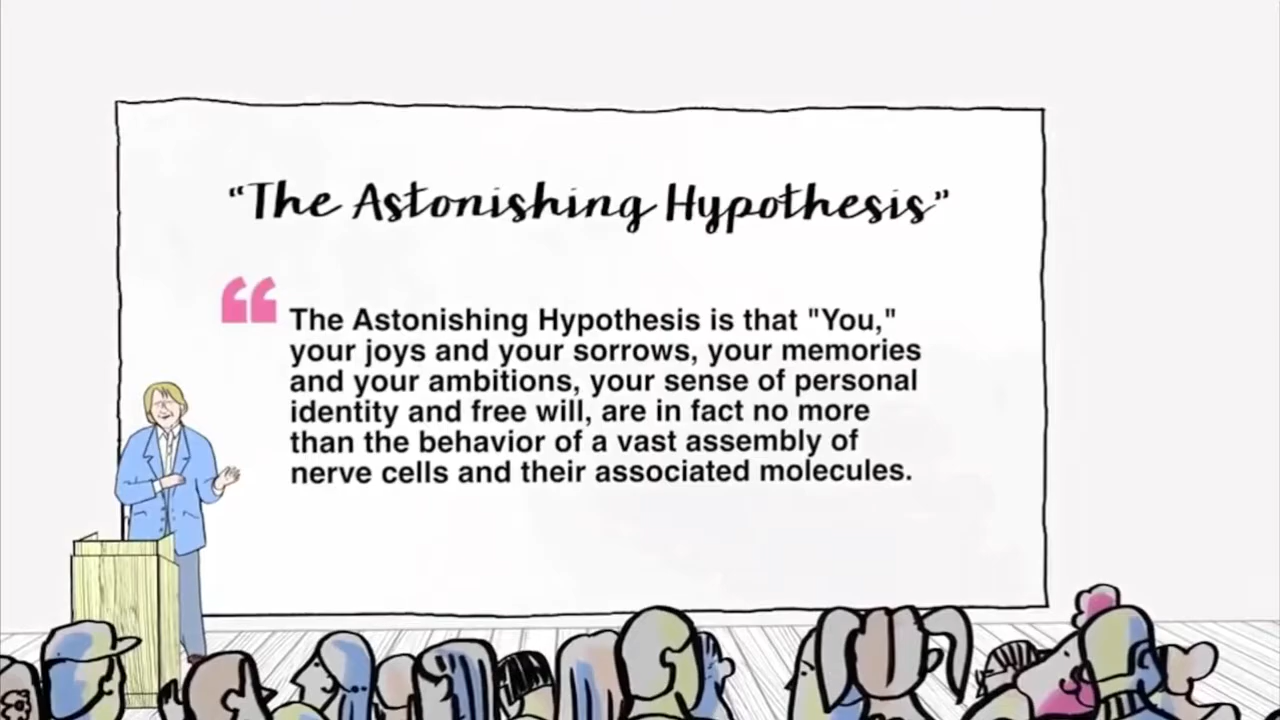 “The Astonishing Hypothesis”
“
The Astonishing Hypothesis is that "You,"
your joys and your sorrows, your memories
and your ambitions, your sense of personal
identity and free will, are in fact no more
than the behavior of a vast assembly of
nerve cells and their associated molecules.